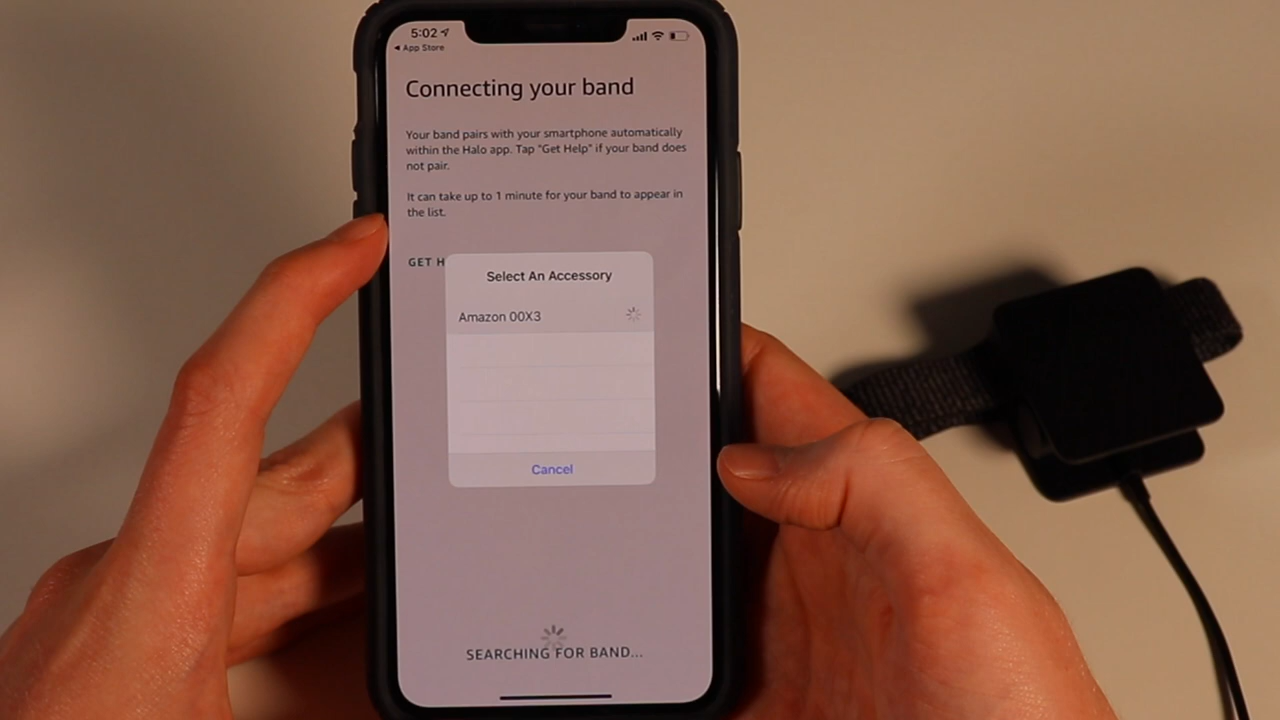 5:02
App Store
Connecting your band
Your band pairs with your smartphone automatically
within the Halo app. Tap "Get Help" if your band does
not pair.
It can take up to 1 minute for your band to appear in
the list.
GET H
Select An Accessory
Amazon 00X3
Cancel
SEARCHING FOR BAND...